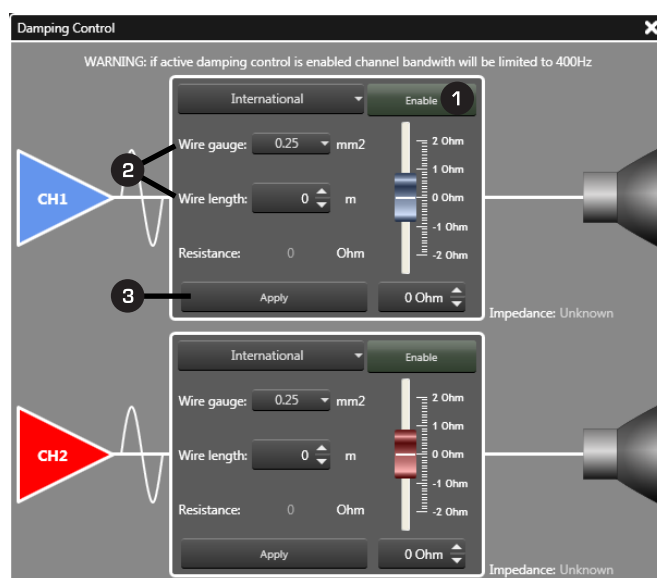 Damping Control
WARNING: if active damping control is enabled channel bandwith will be limited to 400Hz
International
Enable
1
Wire gauge: 0.25 mm2
2
Wire length: 0 m
CH1
Resistance: 0 Ohm
2 Ohm
1 Ohm
0 Ohm
-1 Ohm
-2 Ohm
3
Apply
0 Ohm
Impedance: Unknown
International
Enable
Wire gauge: 0.25 mm2
Wire length: 0 m
CH2
Resistance: 0 Ohm
2 Ohm
1 Ohm
0 Ohm
-1 Ohm
-2 Ohm
Apply
0 Ohm
Impedance: Unknown